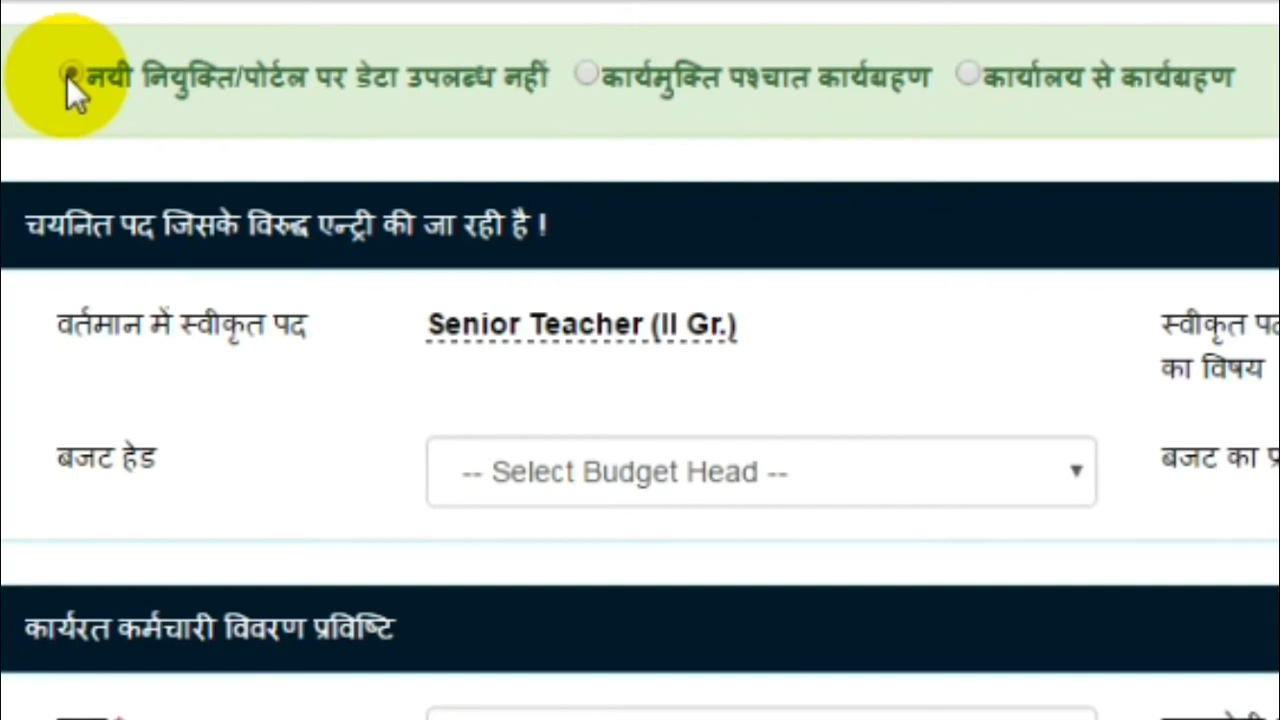 नयी नियुक्ति/पोर्टल पर डेटा उपलब्ध नहीं कार्यमुक्ति पश्चात कार्यग्रहण कार्यालय से कार्यग्रहण
चयनित पद जिसके विरुद्ध एन्ट्री की जा रही है !
वर्तमान में स्वीकृत पद Senior Teacher (II Gr.) स्वीकृत
का विषय
बजट हेड -- Select Budget Head -- बजट का
कार्यरत कर्मचारी विवरण प्रविष्टि